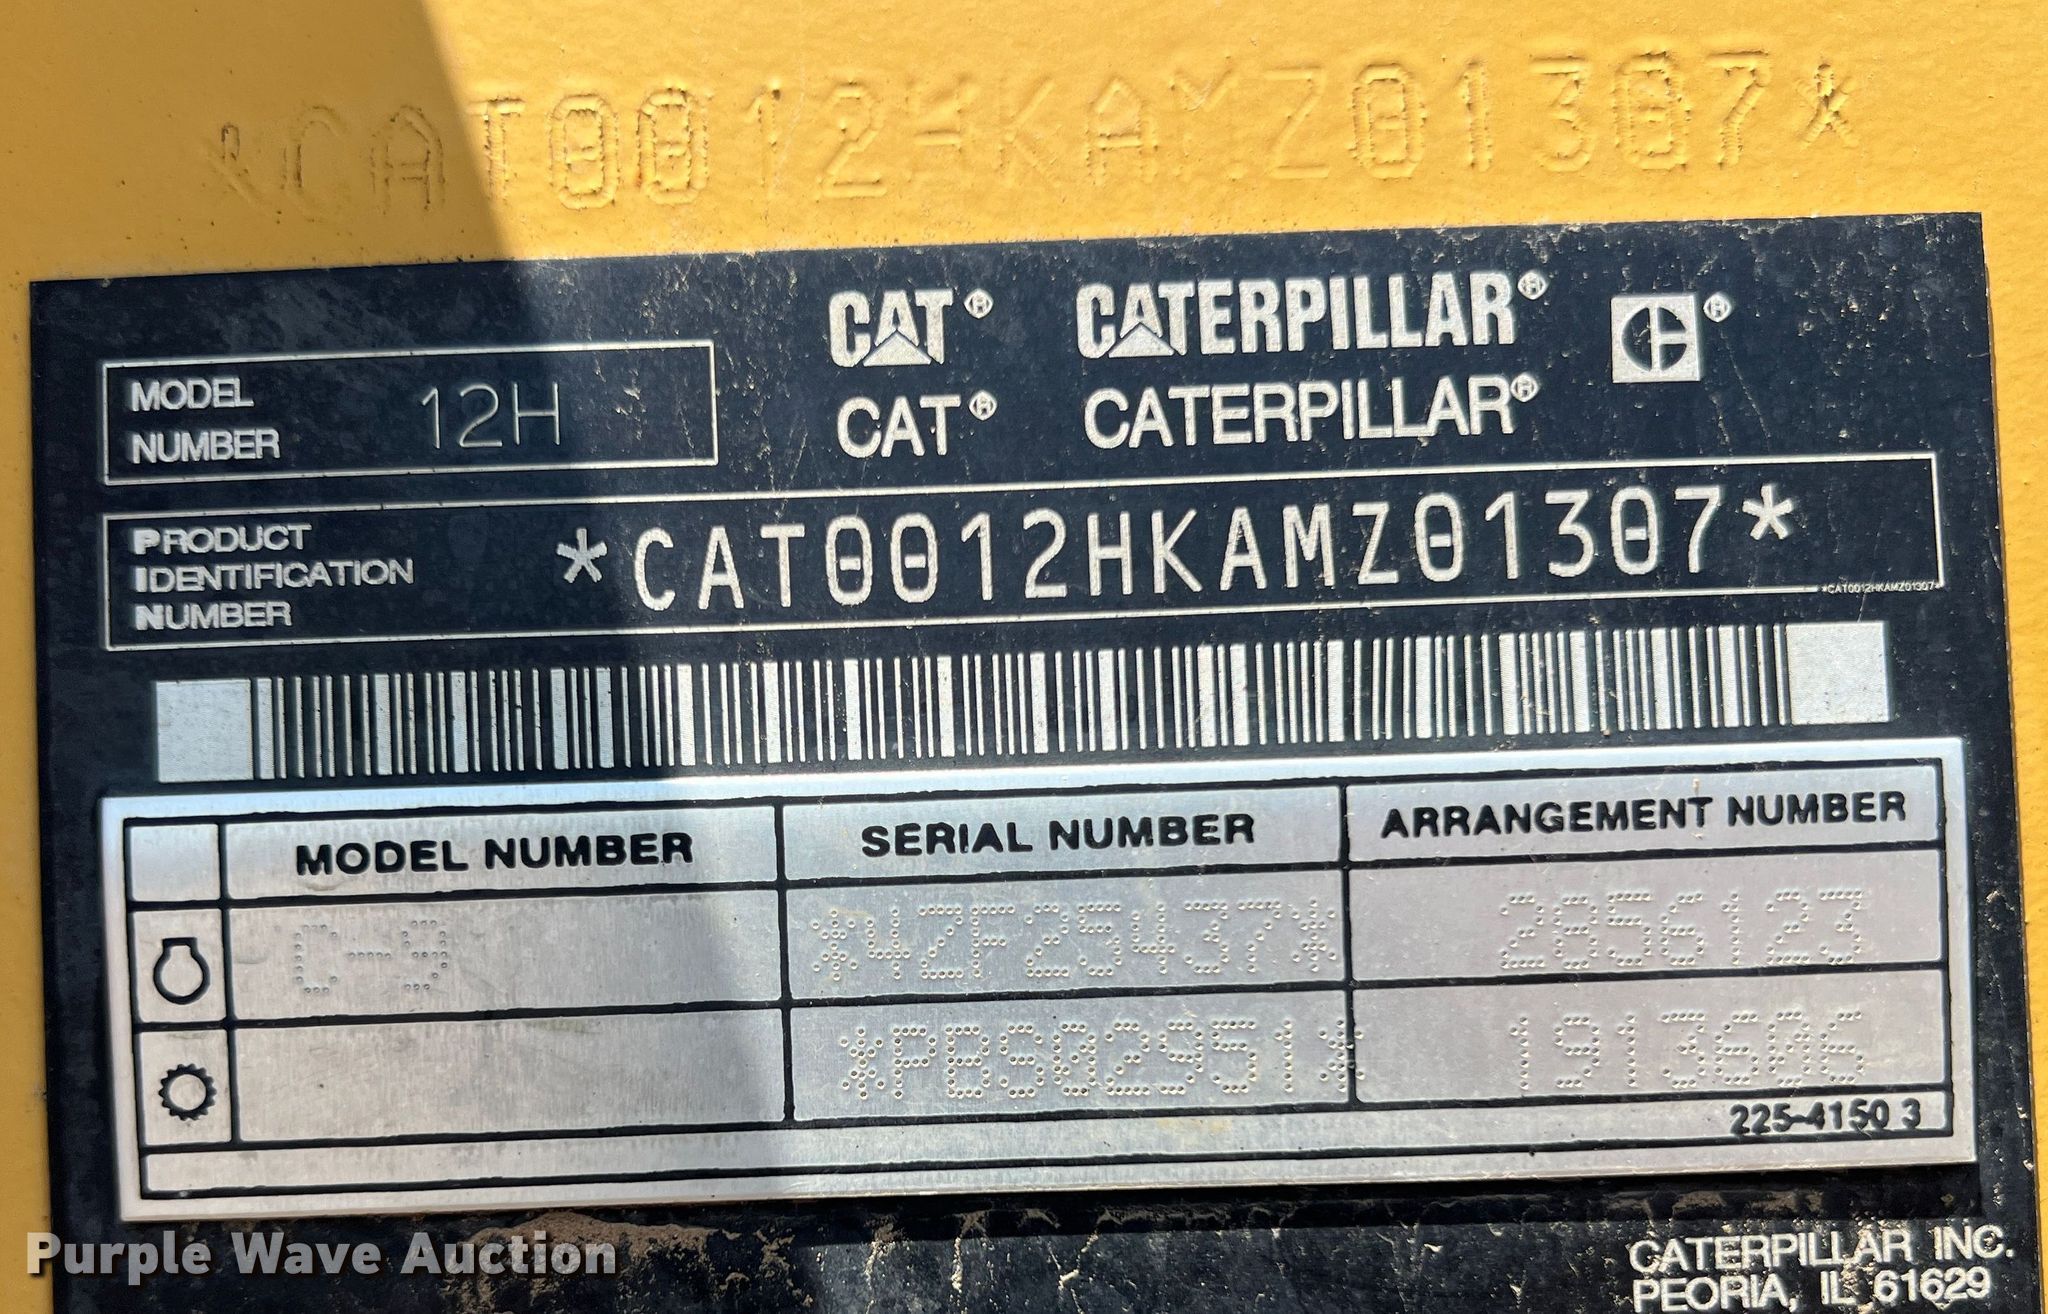 *CAT0012HKAMZ01307*
CAT® CATERPILLAR® ®
MODEL NUMBER 12H
CAT® CATERPILLAR®
PRODUCT IDENTIFICATION NUMBER *CAT0012HKAMZ01307*
*CAT0012HKAMZ01307*
MODEL NUMBER SERIAL NUMBER ARRANGEMENT NUMBER
C-9 *4ZF25437* 2856123
*PBS02951* 1913606
225-4150 3
Purple Wave Auction
CATERPILLAR INC.
PEORIA, IL 61629